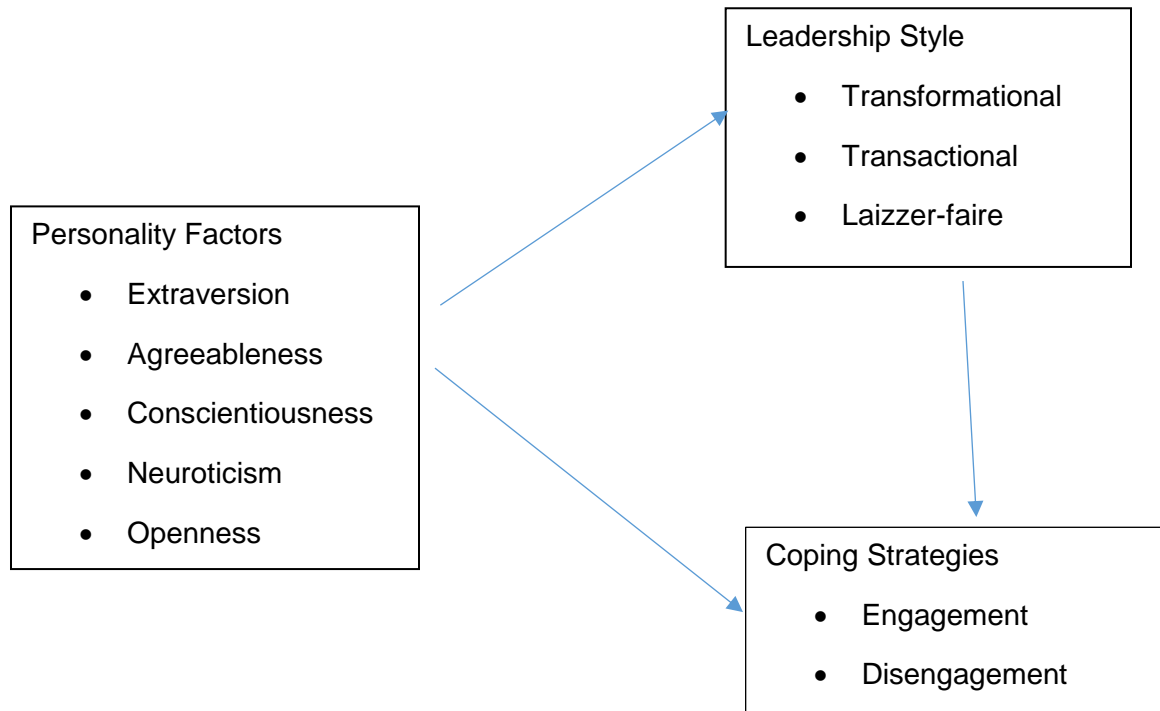 Leadership Style
• Transformational
• Transactional
• Laizzer-faire
Personality Factors
• Extraversion
• Agreeableness
• Conscientiousness
• Neuroticism
• Openness
Coping Strategies
• Engagement
• Disengagement